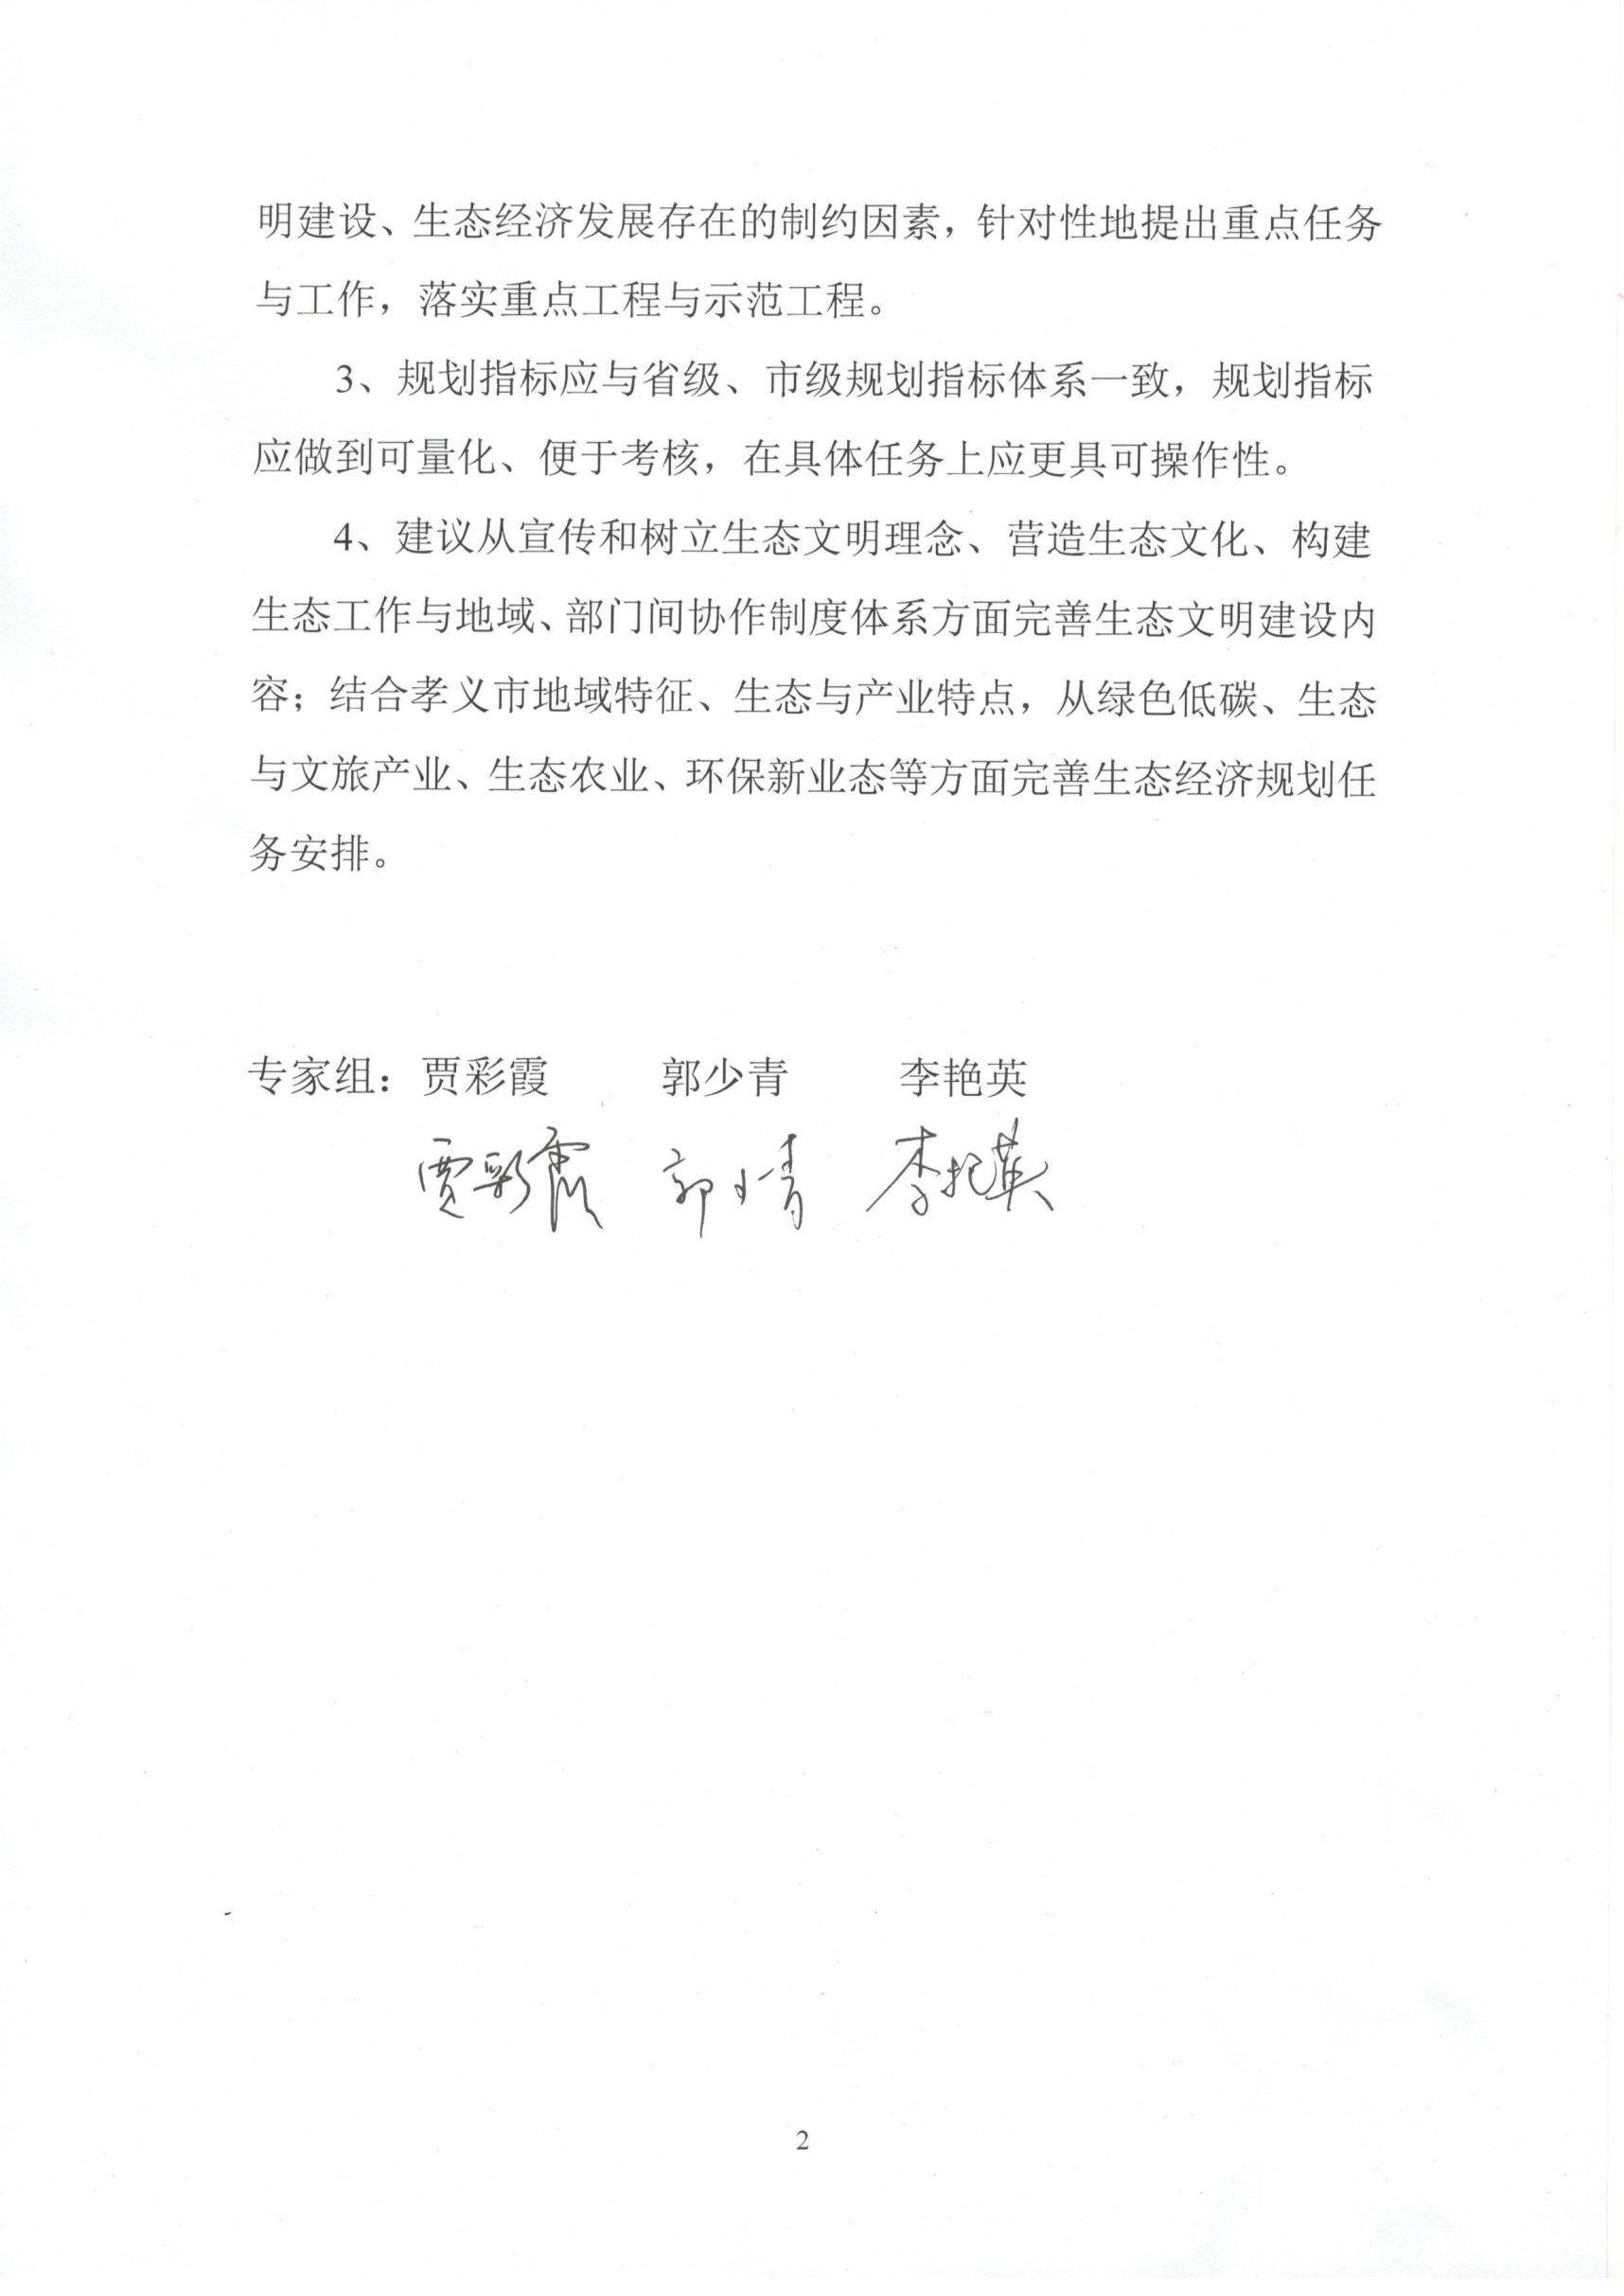 明建设、生态经济发展存在的制约因素，针对性地提出重点任务
与工作，落实重点工程与示范工程。
3、规划指标应与省级、市级规划指标体系一致，规划指标
应做到可量化、便于考核，在具体任务上应更具可操作性。
4、建议从宣传和树立生态文明理念、营造生态文化、构建
生态工作与地域、部门间协作制度体系方面完善生态文明建设内
容；结合孝义市地域特征、生态与产业特点，从绿色低碳、生态
与文旅产业、生态农业、环保新业态等方面完善生态经济规划任
务安排。
专家组：贾彩霞 郭少青 李艳英
贾彩霞 郭少青 李艳英
2